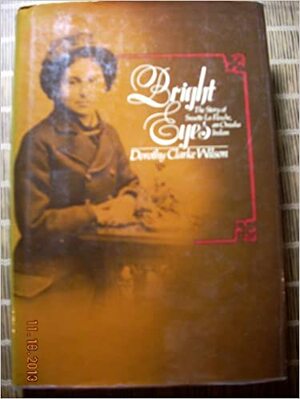 Bright
Eyes
The Story of
Susette La Flesche,
an Omaha
Indian
Dorothy Clarke Wilson
11.16.2013